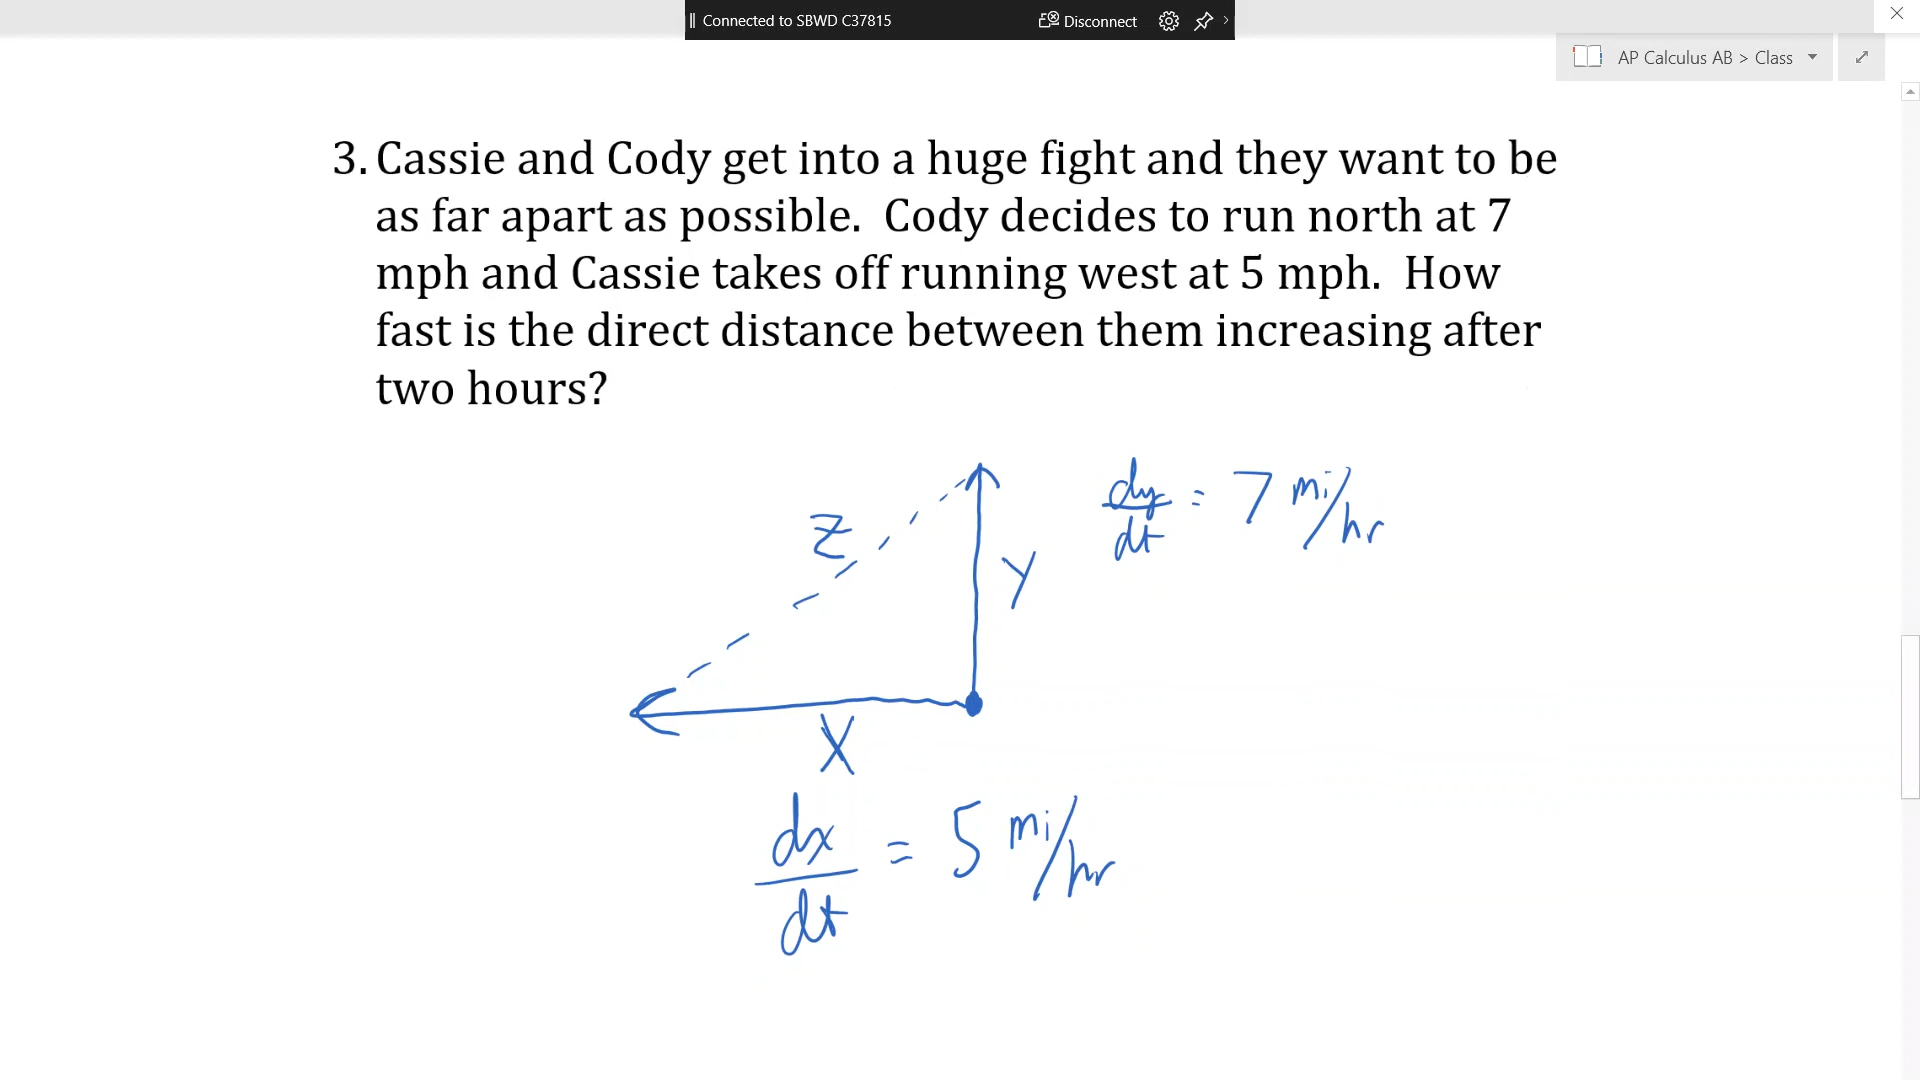 Connected to SBWD C37815 Disconnect
AP Calculus AB > Class
3. Cassie and Cody get into a huge fight and they want to be
as far apart as possible. Cody decides to run north at 7
mph and Cassie takes off running west at 5 mph. How
fast is the direct distance between them increasing after
two hours?
dy/dt = 7 mi/hr
z
y
x
dx/dt = 5 mi/hr